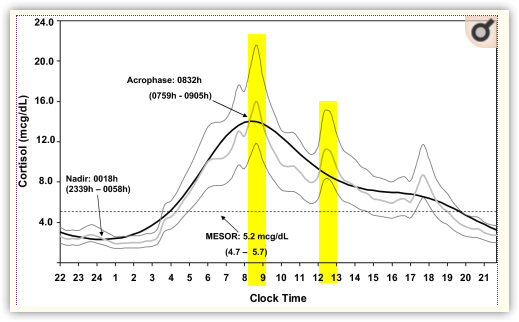 24.0
20.0
16.0
12.0
8.0
4.0
Cortisol (mcg/dL)
Acrophase: 0832h
(0759h - 0905h)
Nadir: 0018h
(2339h – 0058h)
MESOR: 5.2 mcg/dL
(4.7 – 5.7)
22 23 24 1 2 3 4 5 6 7 8 9 10 11 12 13 14 15 16 17 18 19 20 21
Clock Time